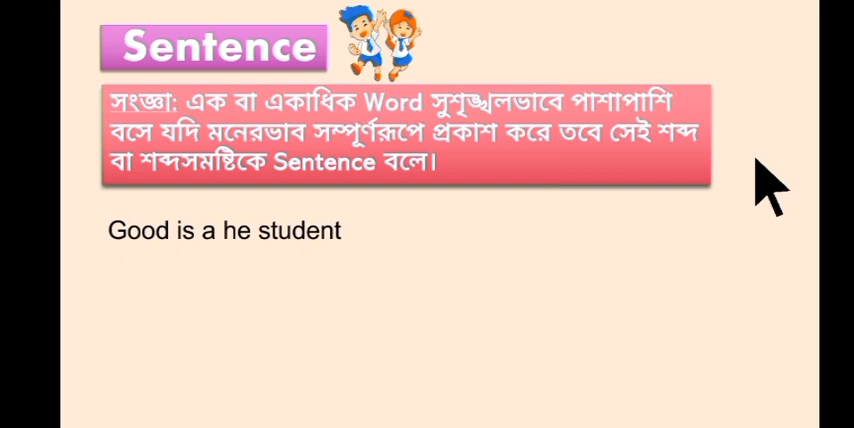 Sentence
সংজ্ঞা: এক বা একাধিক Word সুশৃঙ্খলভাবে পাশাপাশি
বসে যদি মনেরভাব সম্পূর্ণরূপে প্রকাশ করে তবে সেই শব্দ
বা শব্দসমষ্টিকে Sentence বলে।
Good is a he student